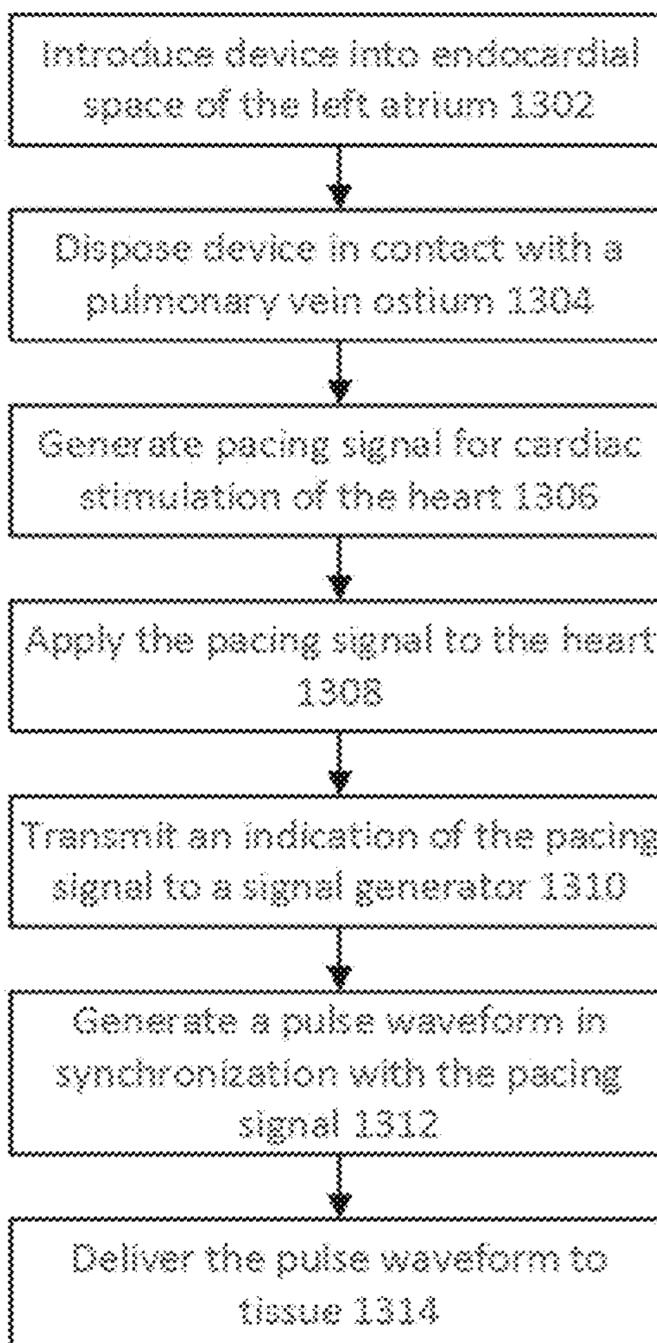 Introduce device into endocardial
space of the left atrium 1302
Dispose device in contact with a
pulmonary vein ostium 1304
Generate pacing signal for cardiac
stimulation of the heart 1306
Apply the pacing signal to the heart
1308
Transmit an indication of the pacing
signal to a signal generator 1310
Generate a pulse waveform in
synchronization with the pacing
signal 1312
Deliver the pulse waveform to
tissue 1314